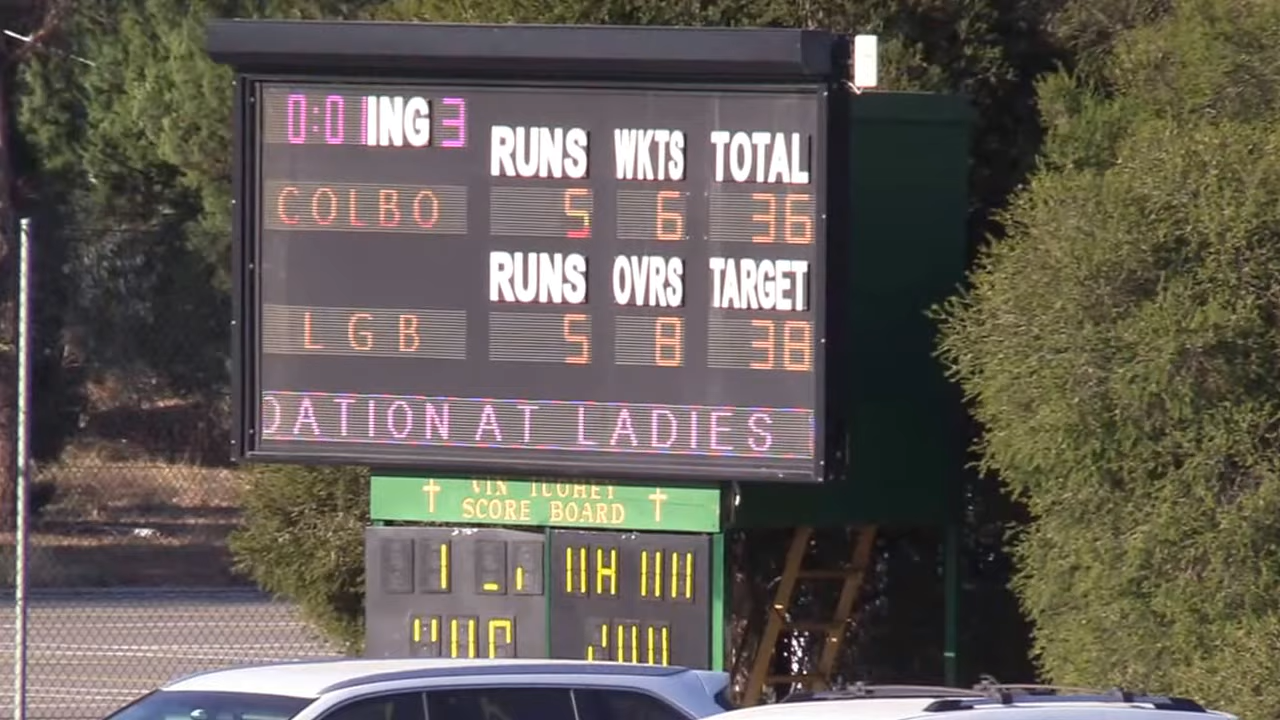 0:0 ING 3
RUNS WKTS TOTAL
COLBO 5 6 36
RUNS OVRS TARGET
LGB 5 8 38
DATION AT LADIES
SCORE BOARD